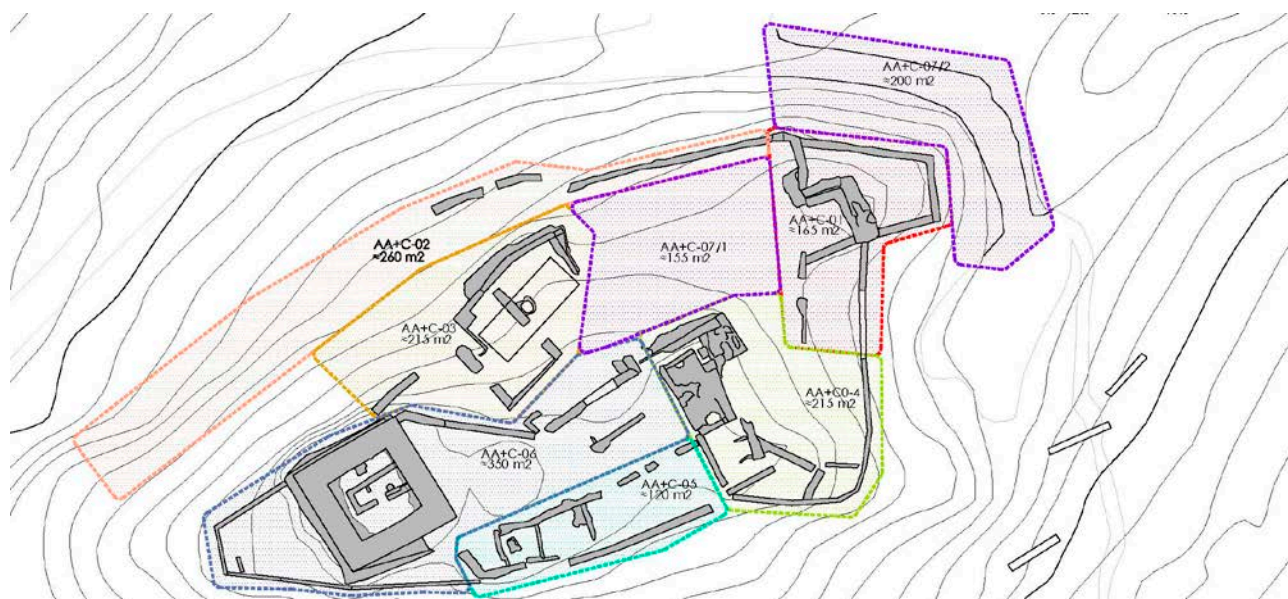 AA+C-07/2
≈200 m2
AA+C-01
≈165 m2
AA+C-02
≈260 m2
AA+C-07/1
≈155 m2
AA+C-03
≈215 m2
AA+C0-4
≈215 m2
AA+C-06
≈350 m2
AA+C-05
≈120 m2